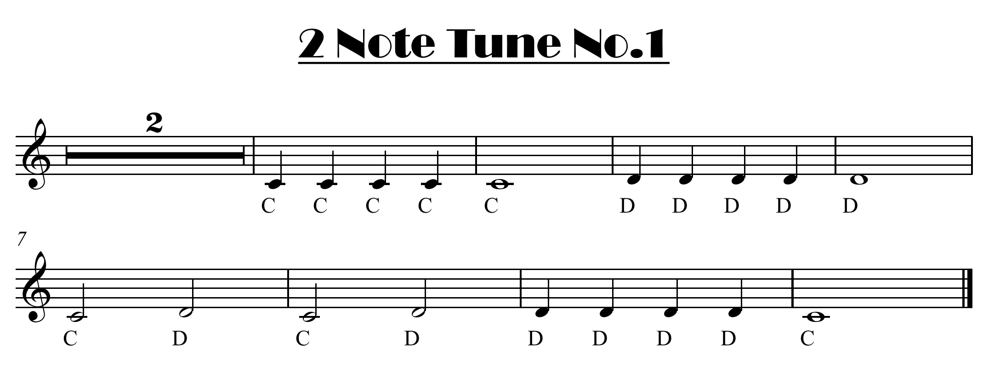 2 Note Tune No.1
2
C C C C C D D D D D
7
C D C D D D D D C